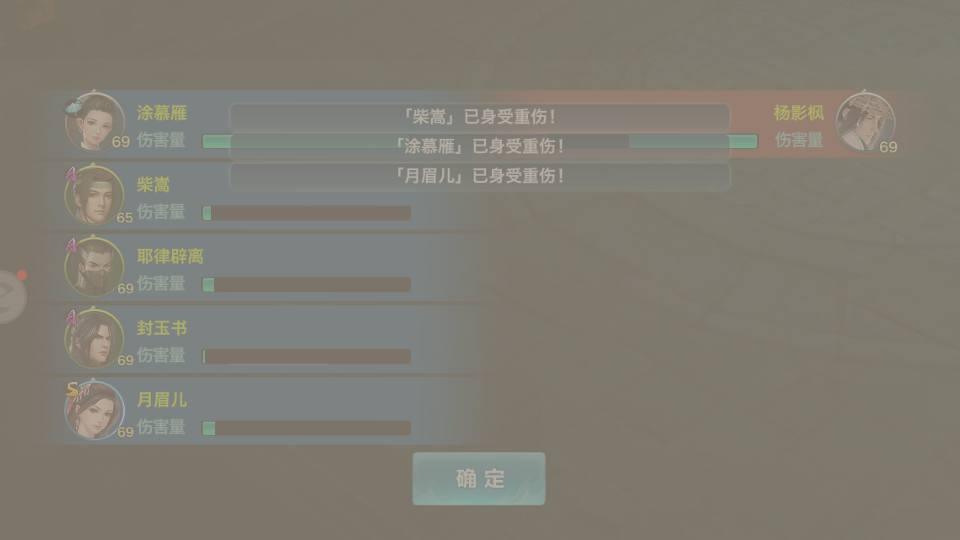 涂慕雁
69
伤害量
「柴嵩」已身受重伤！
杨影枫
伤害量
69
「涂慕雁」已身受重伤！
「月眉儿」已身受重伤！
A
柴嵩
65
伤害量
A
耶律辟离
69
伤害量
A
封玉书
69
伤害量
月眉儿
69
伤害量
确定